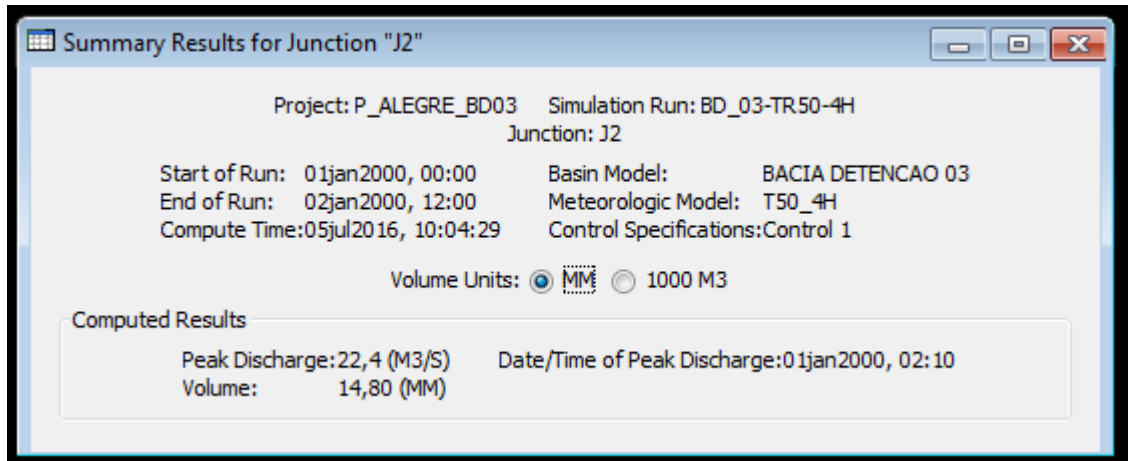 Summary Results for Junction "J2"
Project: P_ALEGRE_BD03 Simulation Run: BD_03-TR50-4H
Junction: J2
Start of Run: 01jan2000, 00:00 Basin Model: BACIA DETENCAO 03
End of Run: 02jan2000, 12:00 Meteorologic Model: T50_4H
Compute Time:05jul2016, 10:04:29 Control Specifications:Control 1
Volume Units: MM 1000 M3
Computed Results
Peak Discharge:22,4 (M3/S) Date/Time of Peak Discharge:01jan2000, 02:10
Volume: 14,80 (MM)